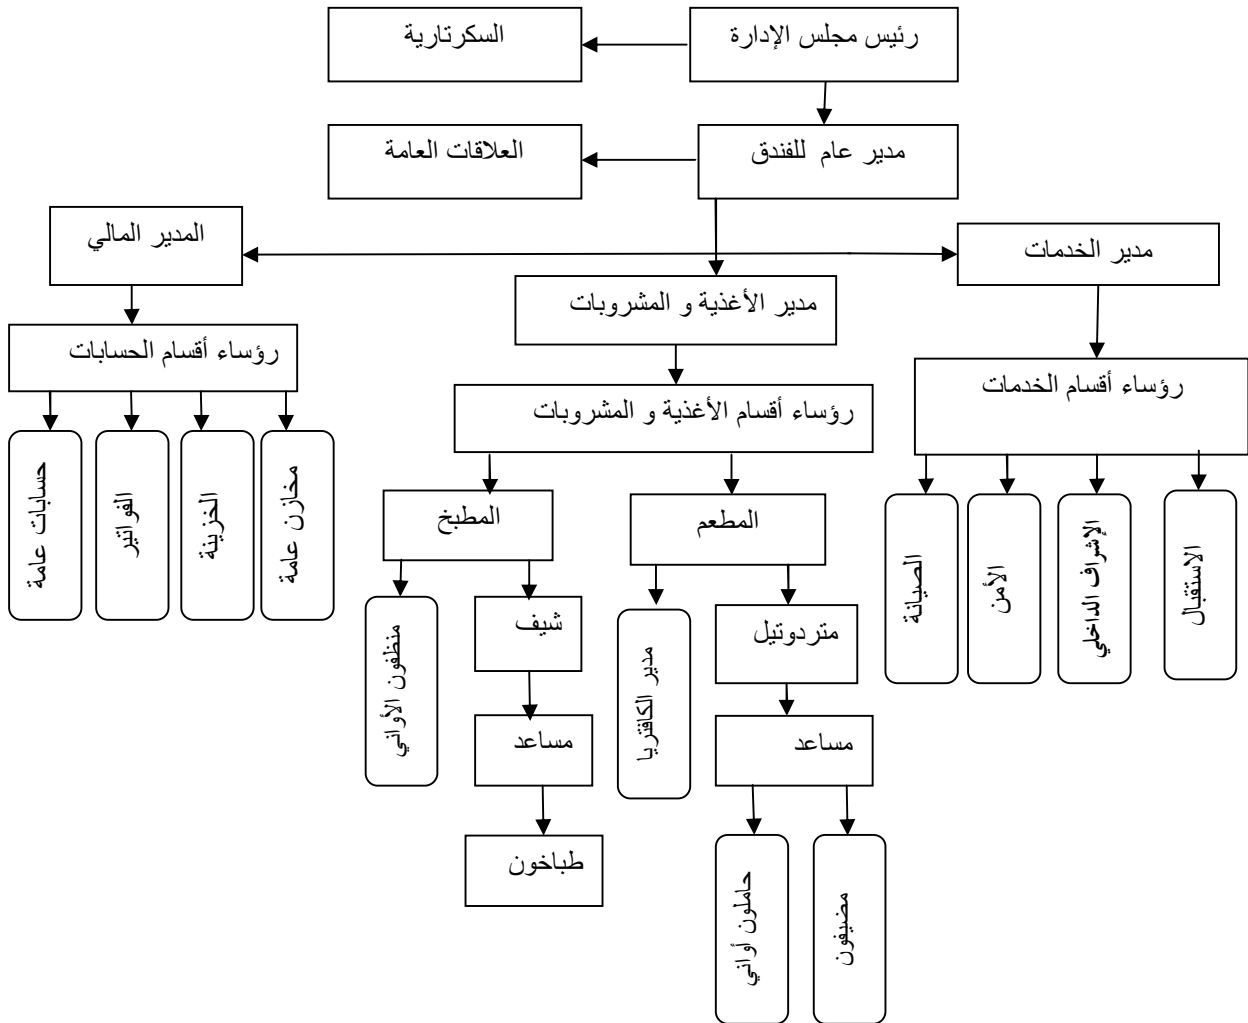 رئيس مجلس الإدارة
السكرتارية
مدير عام للفندق
العلاقات العامة
مدير الخدمات
المدير المالي
مدير الأغذية و المشروبات
رؤساء أقسام الخدمات
رؤساء أقسام الأغذية و المشروبات
رؤساء أقسام الحسابات
الاستقبال
الإشراف الداخلي
الأمن
الصيانة
المطعم
المطبخ
مخازن عامة
الخزينة
الفواتير
حسابات عامة
متردوتيل
مدير الكافتريا
شيف
منظفون الأواني
مساعد
مساعد
مضيفون
حاملون أواني
طباخون